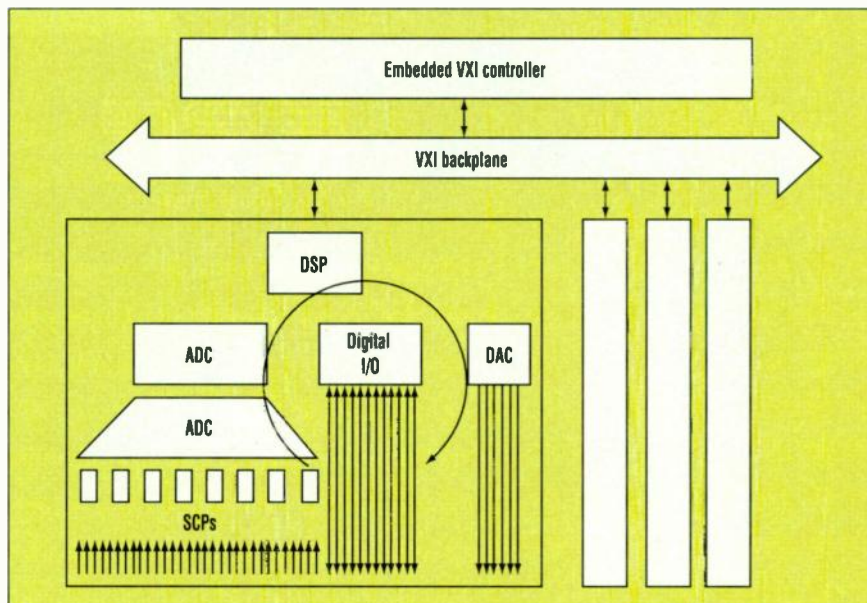 Embedded VXI controller
VXI backplane
DSP
ADC
Digital
I/O
DAC
ADC
SCPs